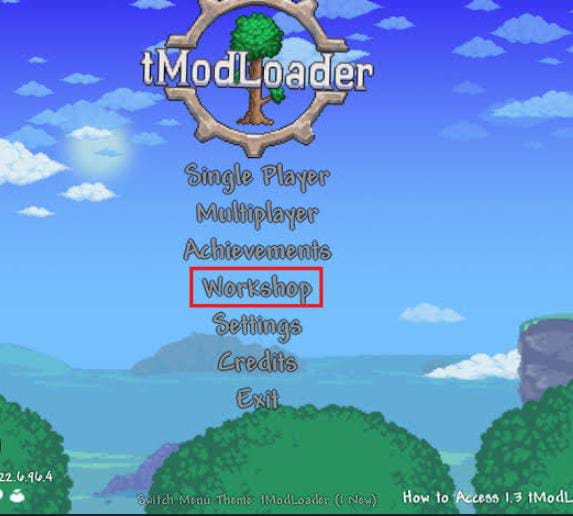 tModLoader
Single Player
Multiplayer
Achievements
Workshop
Settings
Credits
Exit
22.6.96.4
Switch Menu Theme: tModLoader (1 New)
How to Access 1.3 tModL